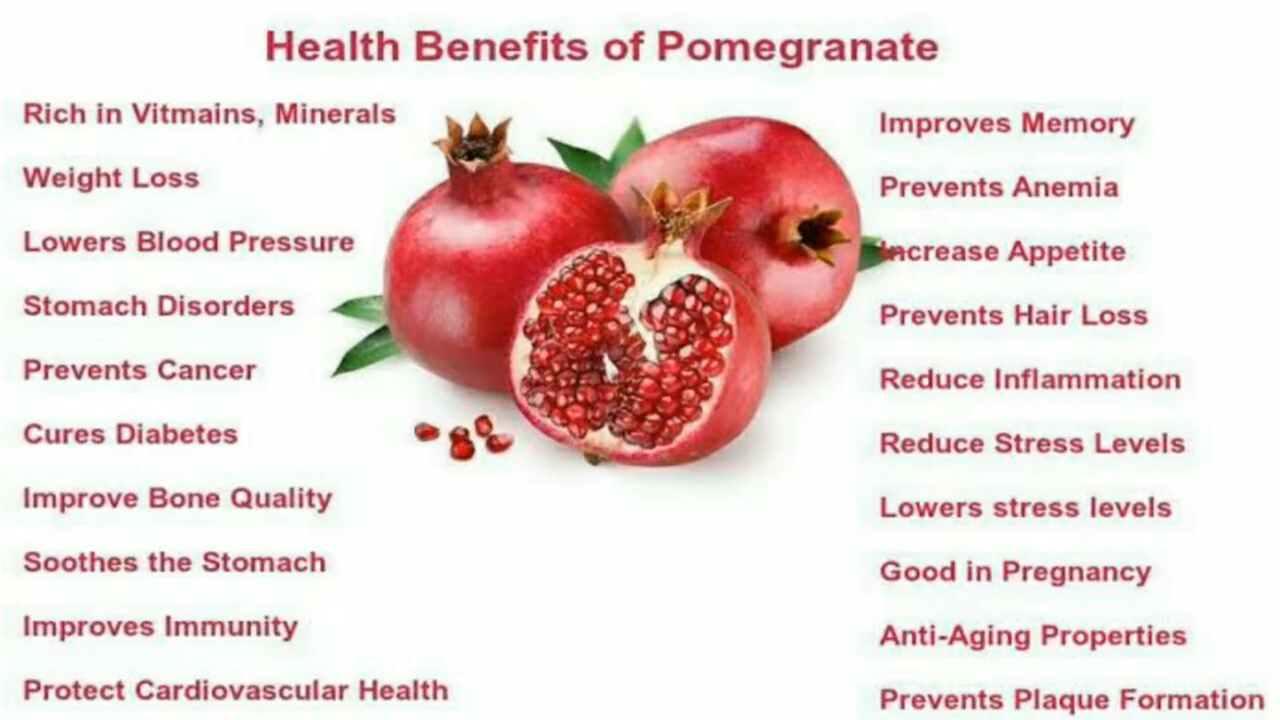 Health Benefits of Pomegranate
Rich in Vitmains, Minerals
Weight Loss
Lowers Blood Pressure
Stomach Disorders
Prevents Cancer
Cures Diabetes
Improve Bone Quality
Soothes the Stomach
Improves Immunity
Protect Cardiovascular Health
Improves Memory
Prevents Anemia
Increase Appetite
Prevents Hair Loss
Reduce Inflammation
Reduce Stress Levels
Lowers stress levels
Good in Pregnancy
Anti-Aging Properties
Prevents Plaque Formation